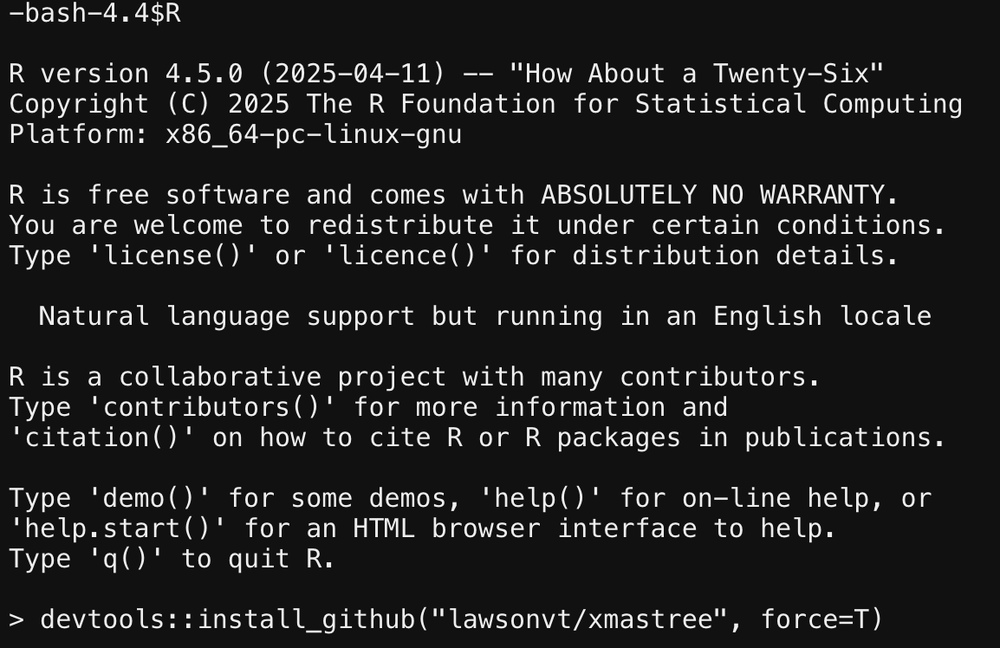 -bash-4.4$R
R version 4.5.0 (2025-04-11) -- "How About a Twenty-Six"
Copyright (C) 2025 The R Foundation for Statistical Computing
Platform: x86_64-pc-linux-gnu
R is free software and comes with ABSOLUTELY NO WARRANTY.
You are welcome to redistribute it under certain conditions.
Type 'license()' or 'licence()' for distribution details.
Natural language support but running in an English locale
R is a collaborative project with many contributors.
Type 'contributors()' for more information and
'citation()' on how to cite R or R packages in publications.
Type 'demo()' for some demos, 'help()' for on-line help, or
'help.start()' for an HTML browser interface to help.
Type 'q()' to quit R.
> devtools::install_github("lawsonvt/xmastree", force=T)